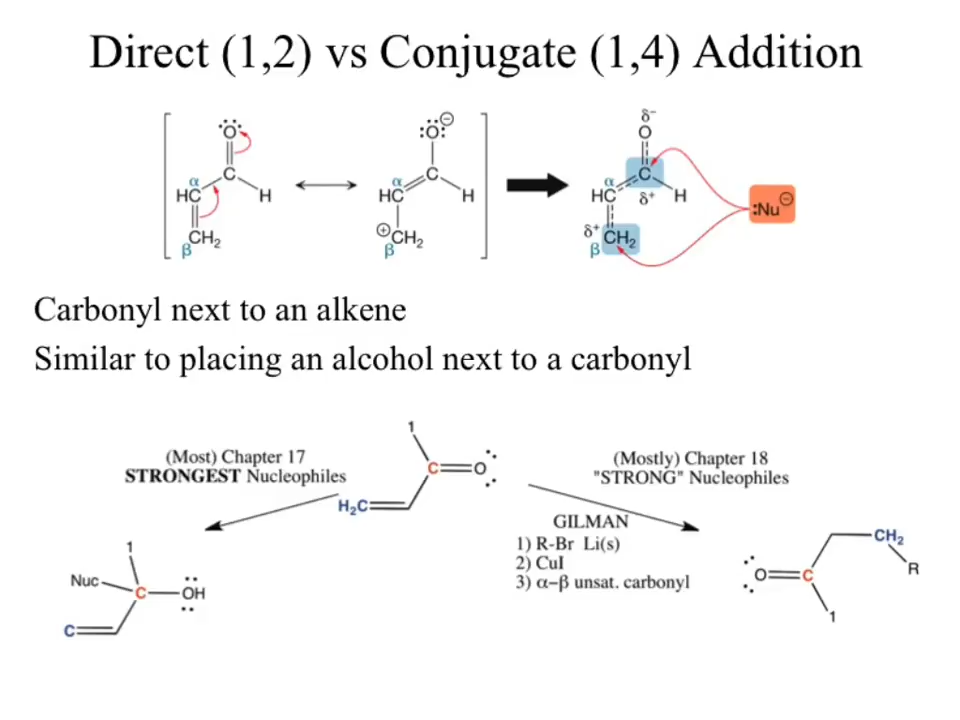 Direct (1,2) vs Conjugate (1,4) Addition
:Ö
C
α
HC
H
CH2
β
:Ö:⊖
C
α
HC
H
⊕CH2
β
δ−
O
C
α
HC
δ+
H
δ+
CH2
β
:Nu⊖
Carbonyl next to an alkene
Similar to placing an alcohol next to a carbonyl
(Most) Chapter 17
STRONGEST Nucleophiles
1
C=O
H2C
(Mostly) Chapter 18
"STRONG" Nucleophiles
GILMAN
1) R-Br Li(s)
2) CuI
3) α-β unsat. carbonyl
1
Nuc
C
OH
C
CH2
R
O=C
1